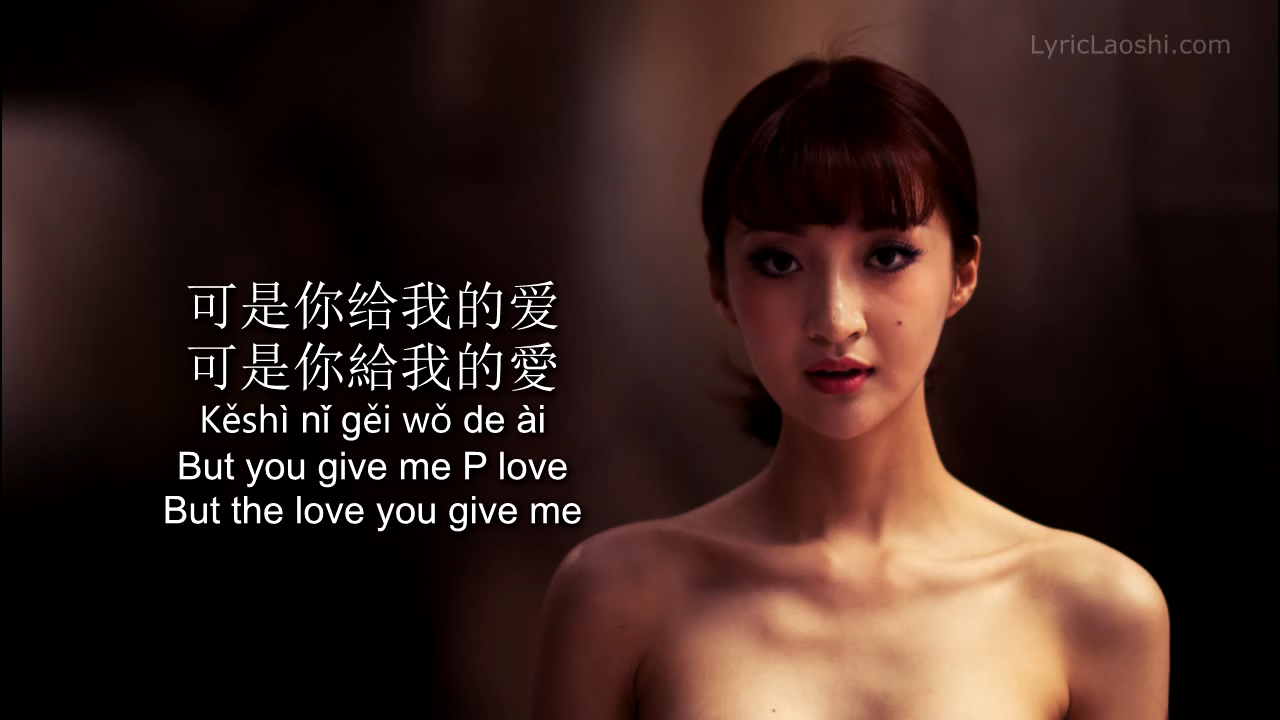 LyricLaoshi.com
可是你给我的爱
可是你給我的愛
Kěshì nǐ gěi wǒ de ài
But you give me P love
But the love you give me